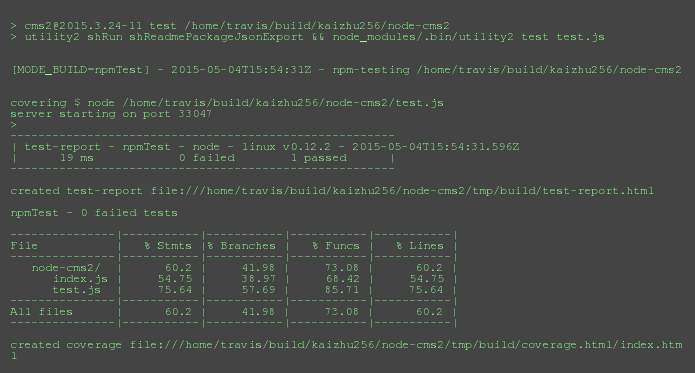 > cms2@2015.3.24-11 test /home/travis/build/kaizhu256/node-cms2
> utility2 shRun shReadmePackageJsonExport && node_modules/.bin/utility2 test test.js
[MODE_BUILD=npmTest] - 2015-05-04T15:54:31Z - npm-testing /home/travis/build/kaizhu256/node-cms2
covering $ node /home/travis/build/kaizhu256/node-cms2/test.js
server starting on port 33047
>
-------------------------------------------------------
| test-report - npmTest - node - linux v0.12.2 - 2015-05-04T15:54:31.596Z
|      19 ms            0 failed        1 passed      |
-------------------------------------------------------
created test-report file:///home/travis/build/kaizhu256/node-cms2/tmp/build/test-report.html
npmTest - 0 failed tests
---------------|-----------|-----------|-----------|-----------|
File           |   % Stmts |% Branches |   % Funcs |   % Lines |
---------------|-----------|-----------|-----------|-----------|
   node-cms2/  |      60.2 |     41.98 |     73.08 |      60.2 |
      index.js |     54.75 |     38.97 |     68.42 |     54.75 |
      test.js  |     75.64 |     57.69 |     85.71 |     75.64 |
---------------|-----------|-----------|-----------|-----------|
All files      |      60.2 |     41.98 |     73.08 |      60.2 |
---------------|-----------|-----------|-----------|-----------|
created coverage file:///home/travis/build/kaizhu256/node-cms2/tmp/build/coverage.html/index.htm
l